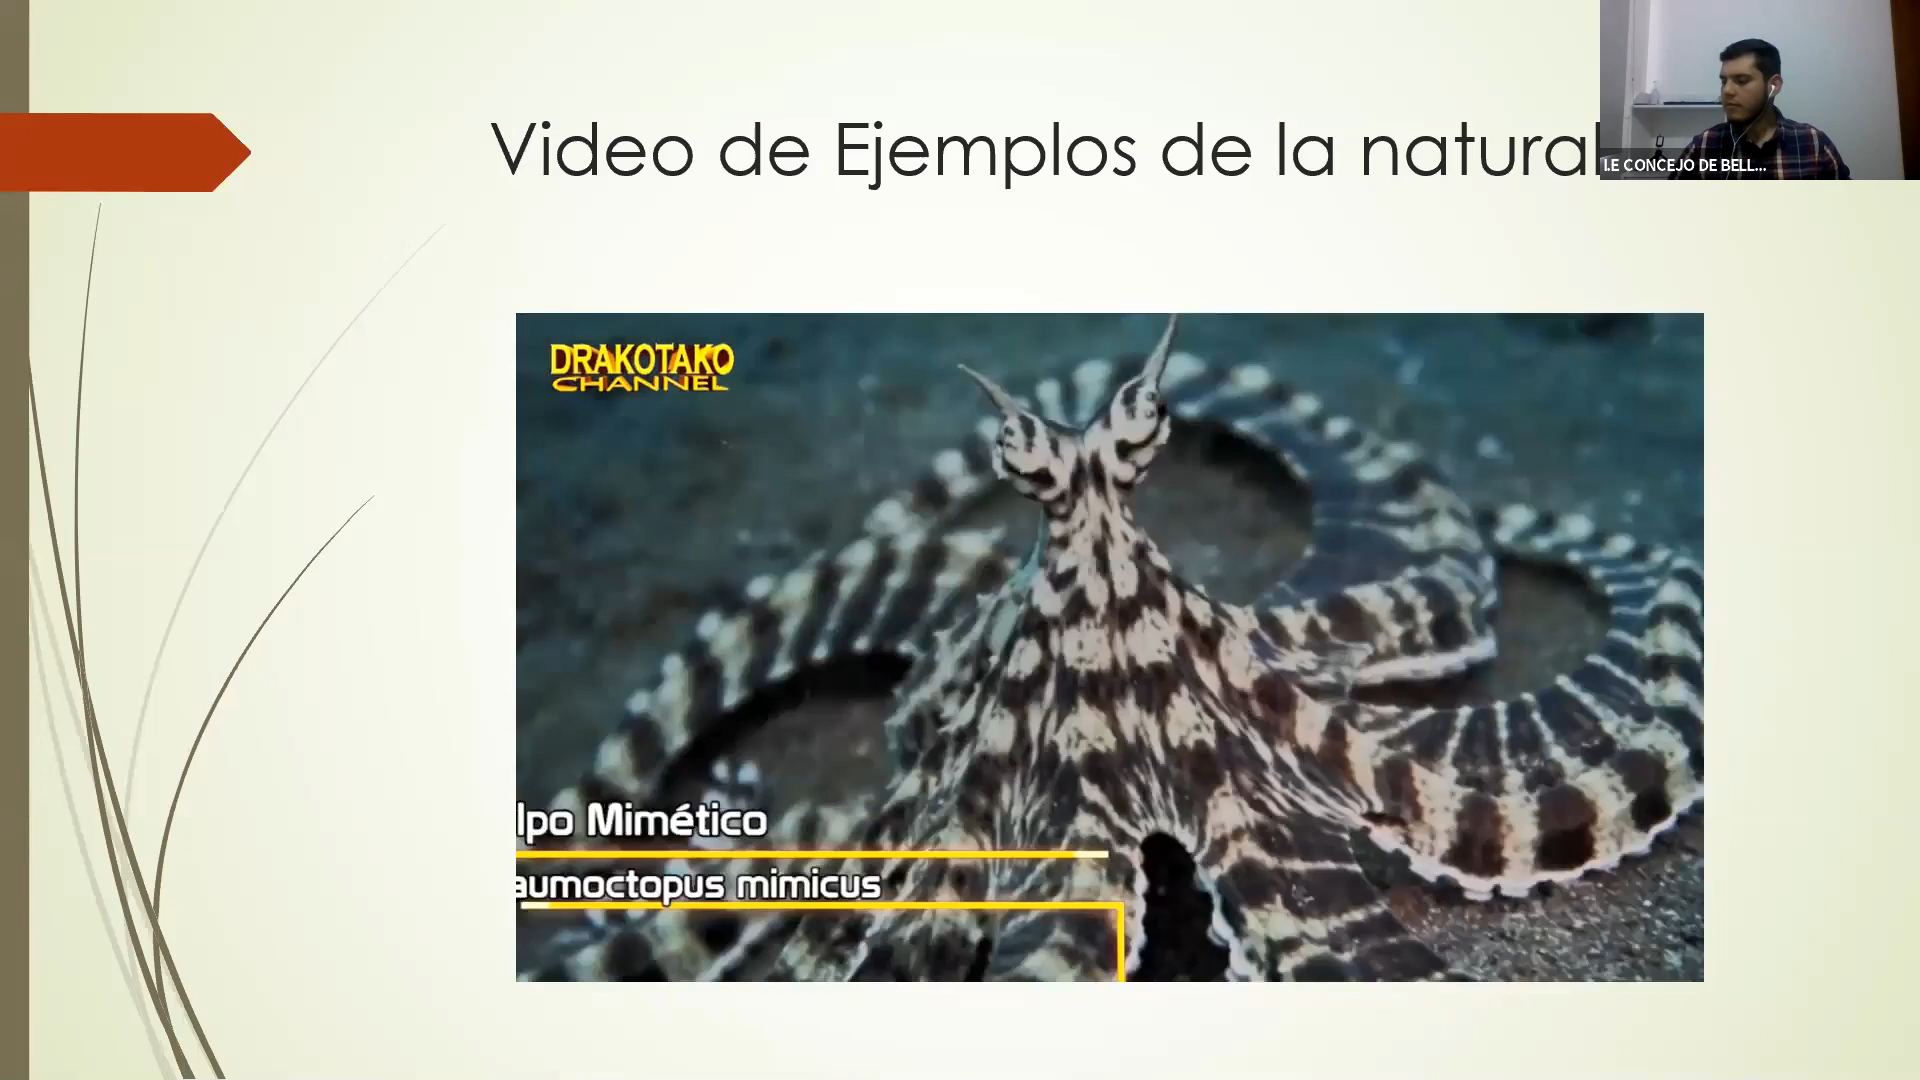 Video de Ejemplos de la natural
I.E CONCEJO DE BELL...
DRAKOTAKO
CHANNEL
lpo Mimético
aumoctopus mimicus